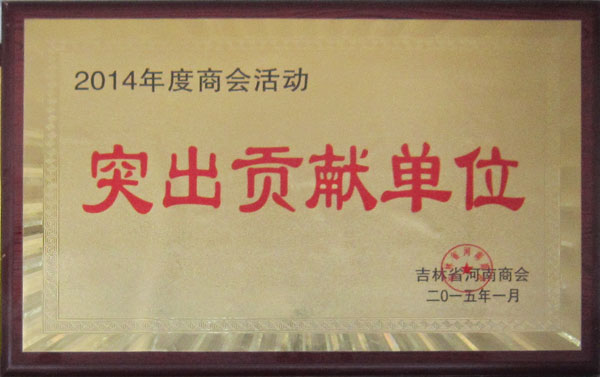 2014年度商会活动
突出贡献单位
吉林省河南商会
二〇一五年一月